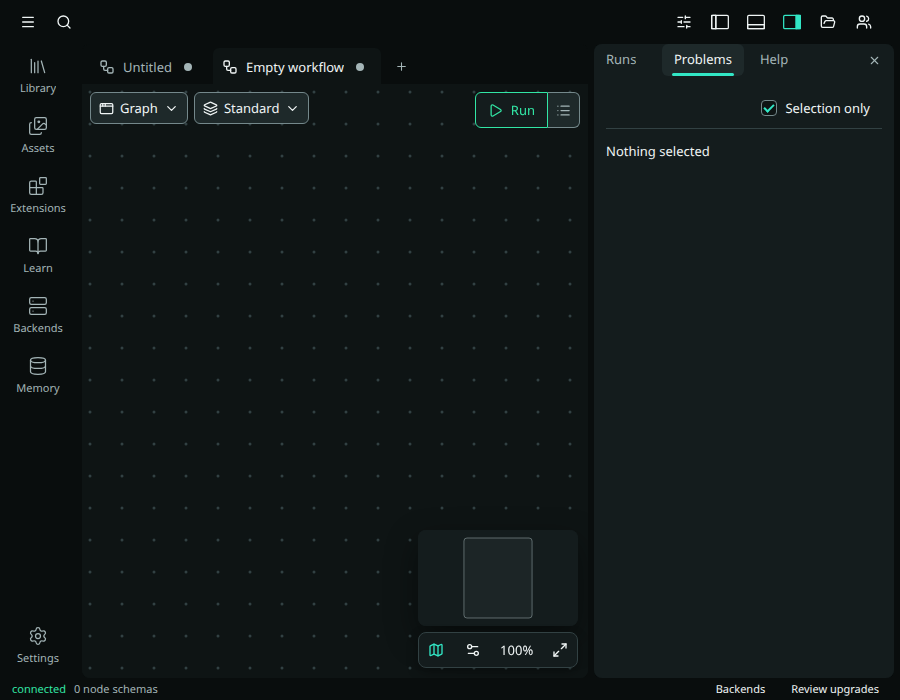 Untitled
Empty workflow
Runs
Problems
Help
Library
Assets
Extensions
Learn
Backends
Memory
Settings
Graph
Standard
Run
Selection only
Nothing selected
100%
connected
0 node schemas
Backends
Review upgrades